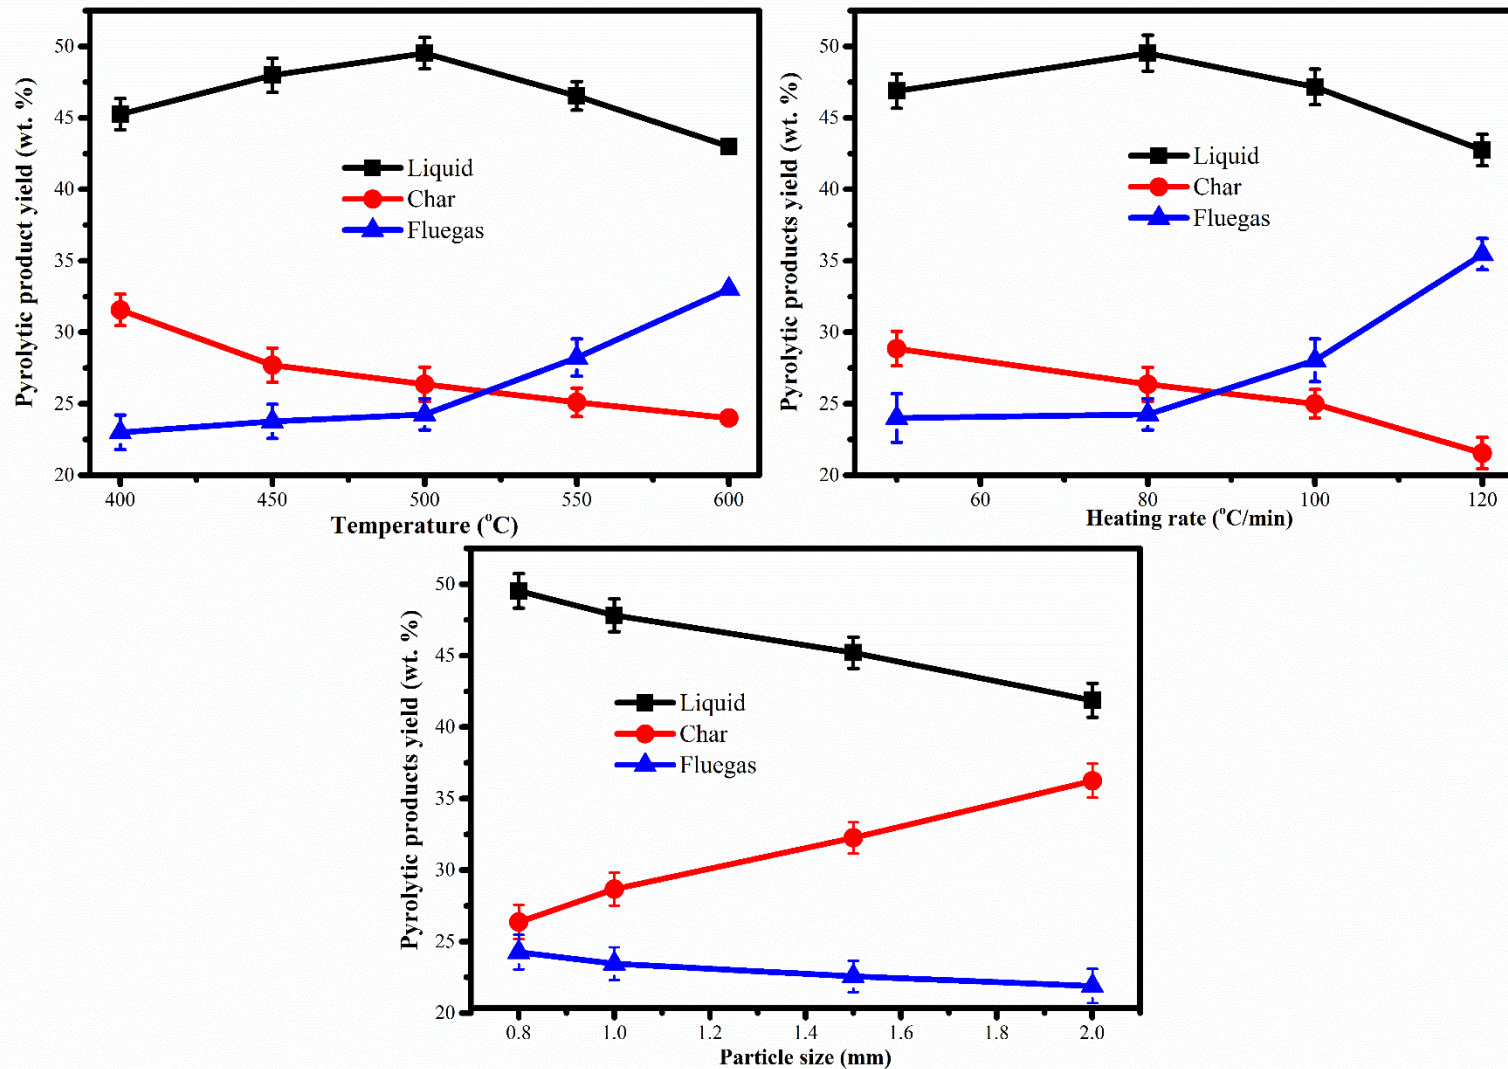 Pyrolytic product yield (wt. %)
50
45
40
35
30
25
20
Liquid
Char
Fluegas
400 450 500 550 600
Temperature (°C)
Pyrolytic products yield (wt. %)
50
45
40
35
30
25
20
Liquid
Char
Fluegas
60 80 100 120
Heating rate (°C/min)
Pyrolytic products yield (wt. %)
50
45
40
35
30
25
20
Liquid
Char
Fluegas
0.8 1.0 1.2 1.4 1.6 1.8 2.0
Particle size (mm)